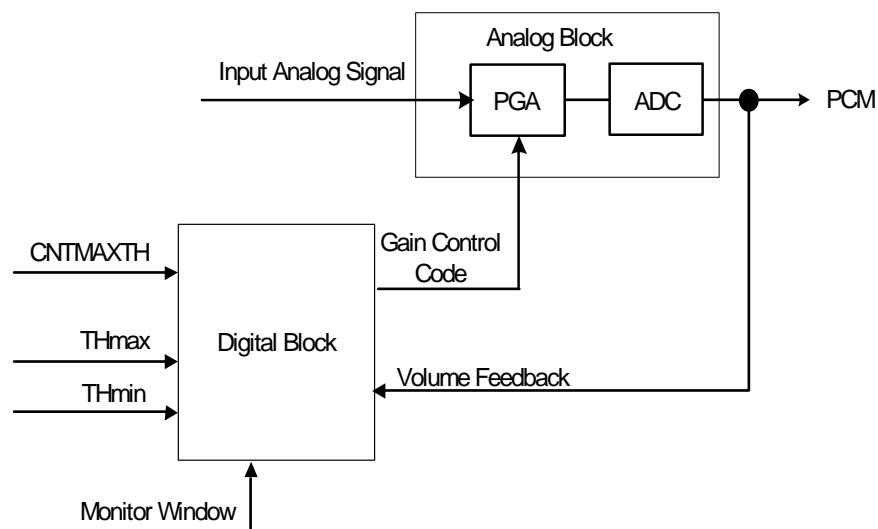 Analog Block
Input Analog Signal
PGA
ADC
PCM
CNTMAXTH
Gain Control
Code
THmax
Digital Block
THmin
Volume Feedback
Monitor Window